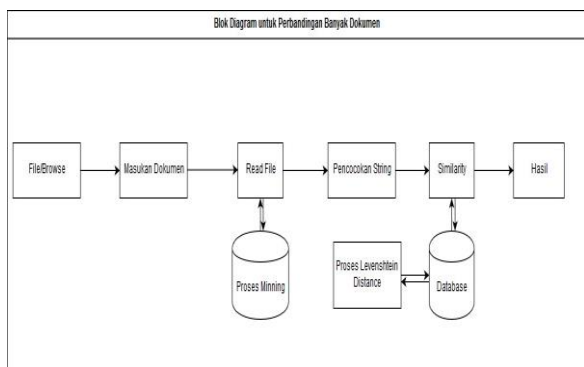 Blok Diagram untuk Perbandingan Banyak Dokumen
File/Browse
Masukan Dokumen
Read File
Pencocokan String
Similarity
Hasil
Proses Minning
Proses Levenshtein
Distance
Database